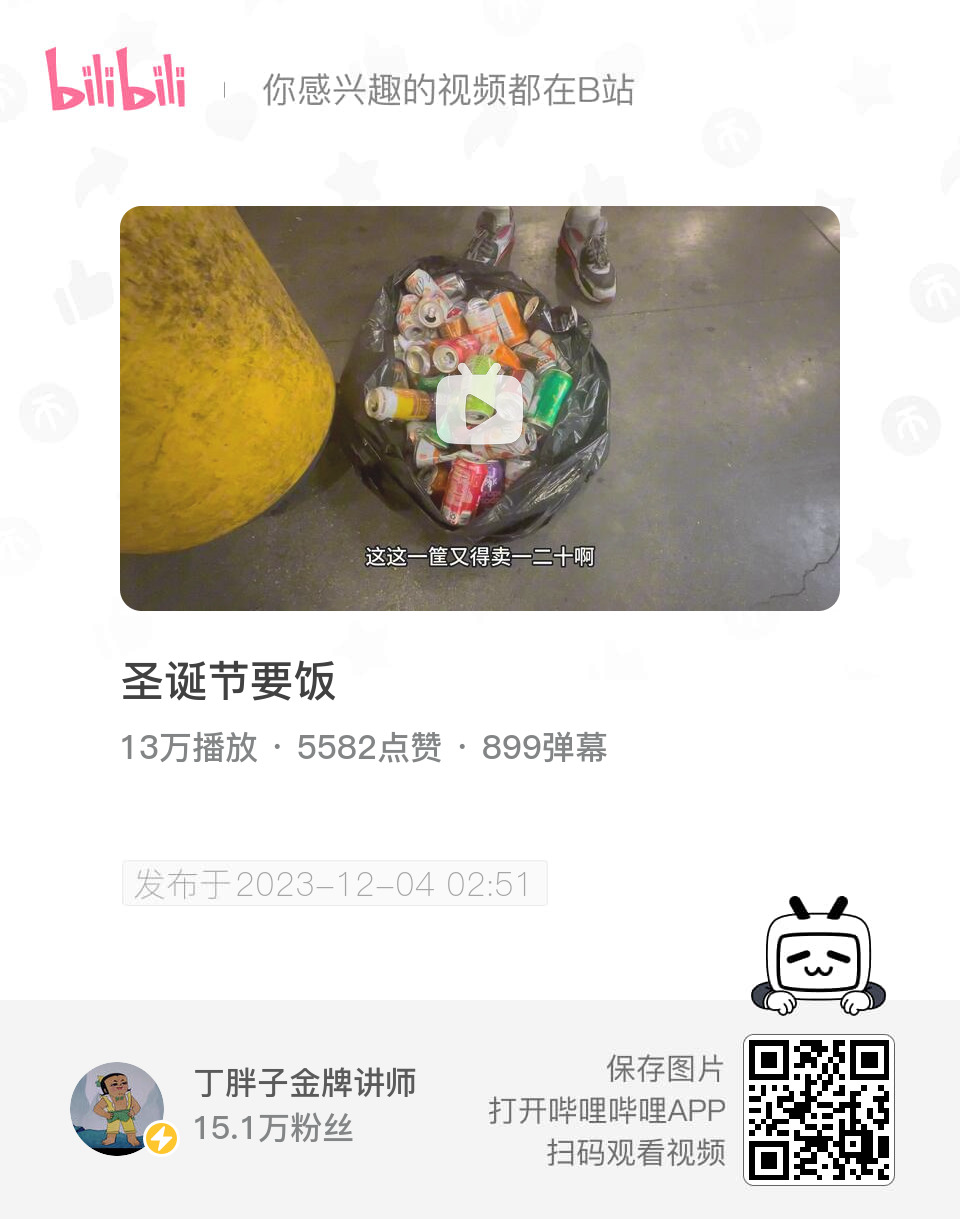 bilibili
你感兴趣的视频都在B站
这这一筐又得卖一二十啊
圣诞节要饭
13万播放 · 5582点赞 · 899弹幕
发布于2023-12-04 02:51
丁胖子金牌讲师
15.1万粉丝
保存图片
打开哔哩哔哩APP
扫码观看视频